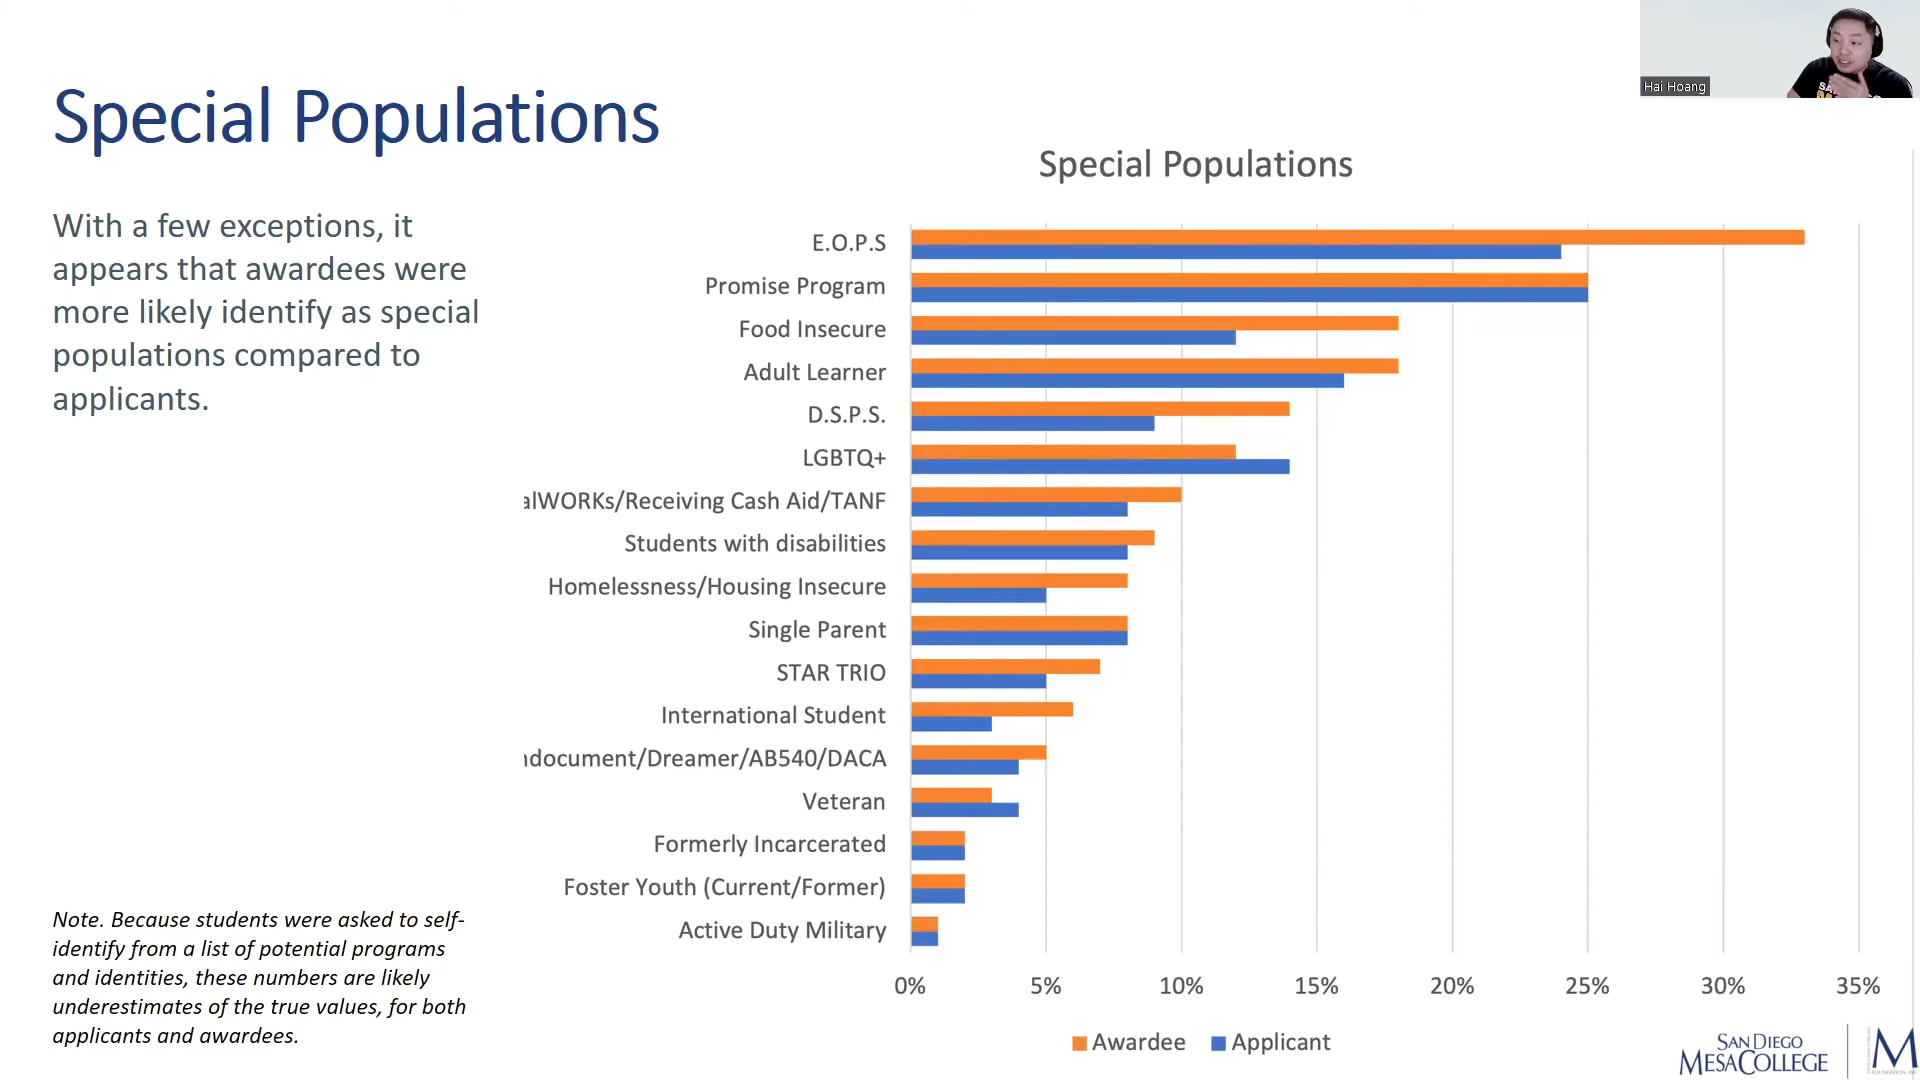 Hai Hoang
Special Populations
With a few exceptions, it
appears that awardees were
more likely identify as special
populations compared to
applicants.
Note. Because students were asked to self-
identify from a list of potential programs
and identities, these numbers are likely
underestimates of the true values, for both
applicants and awardees.
Special Populations
E.O.P.S
Promise Program
Food Insecure
Adult Learner
D.S.P.S.
LGBTQ+
alWORKs/Receiving Cash Aid/TANF
Students with disabilities
Homelessness/Housing Insecure
Single Parent
STAR TRIO
International Student
ndocument/Dreamer/AB540/DACA
Veteran
Formerly Incarcerated
Foster Youth (Current/Former)
Active Duty Military
0% 5% 10% 15% 20% 25% 30% 35%
Awardee Applicant
SAN DIEGO
MESA COLLEGE
M